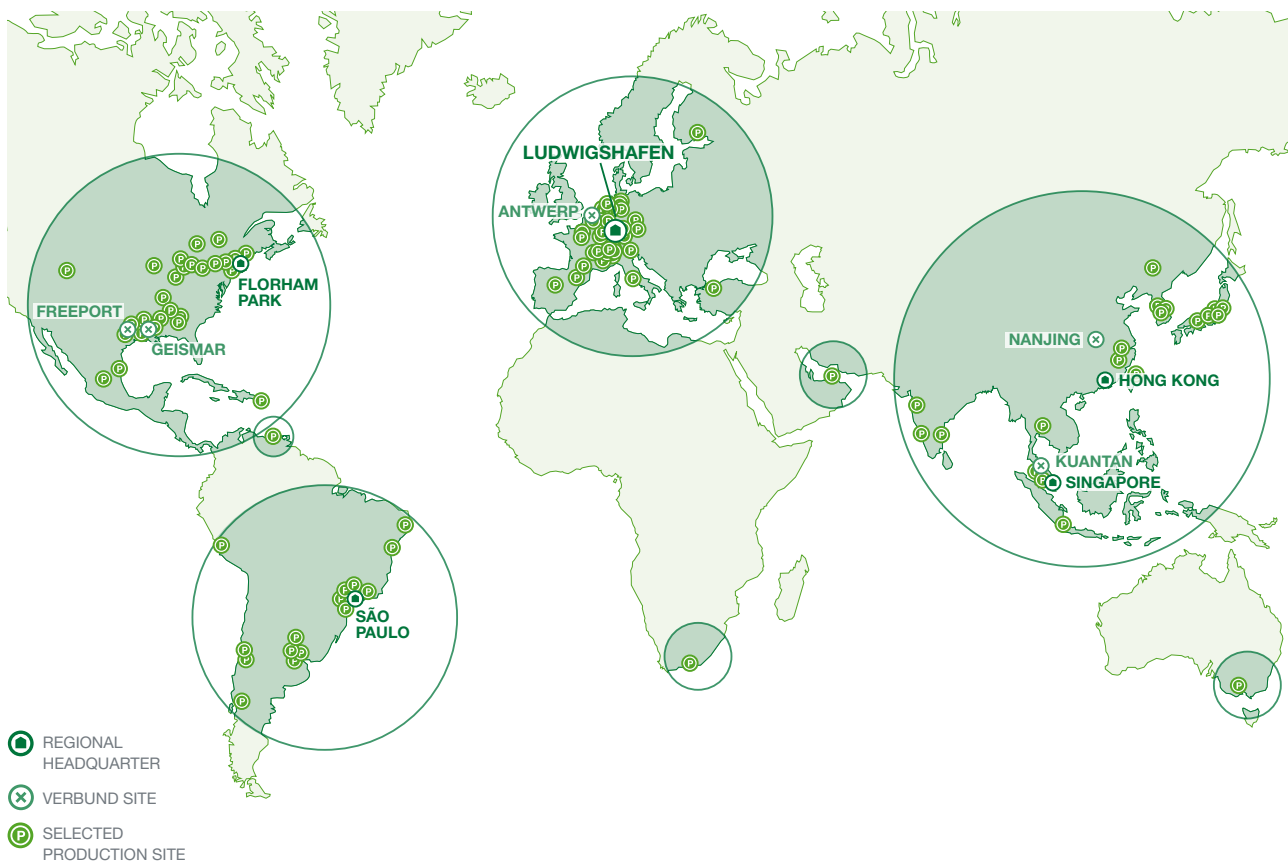 LUDWIGSHAFEN
ANTWERP
FLORHAM
PARK
FREEPORT
GEISMAR
NANJING
HONG KONG
KUANTAN
SINGAPORE
SÃO
PAULO
REGIONAL
HEADQUARTER
VERBUND SITE
P SELECTED
PRODUCTION SITE